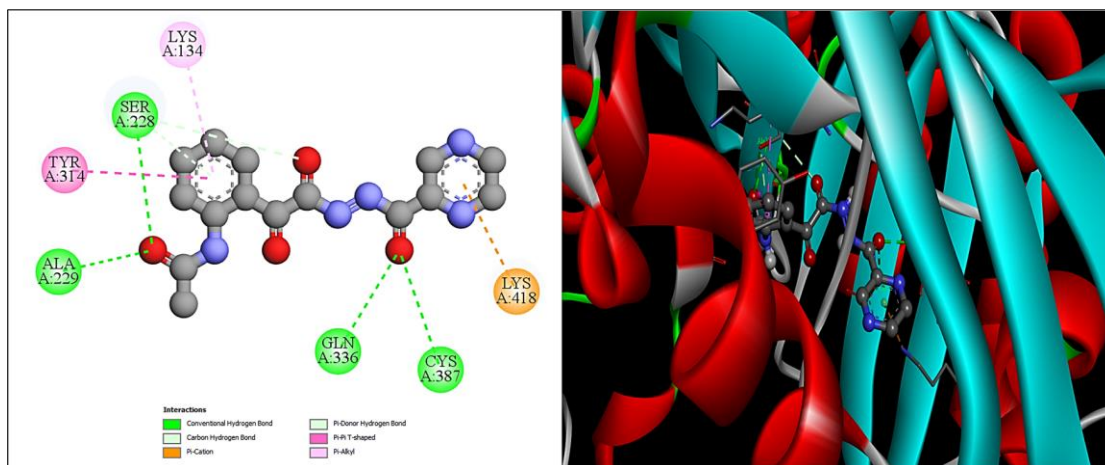 LYS
A:134
SER
A:228
TYR
A:314
ALA
A:229
GLN
A:336
CYS
A:387
LYS
A:418
Interactions
Conventional Hydrogen Bond
Carbon Hydrogen Bond
Pi-Cation
Pi-Donor Hydrogen Bond
Pi-Pi T-shaped
Pi-Alkyl